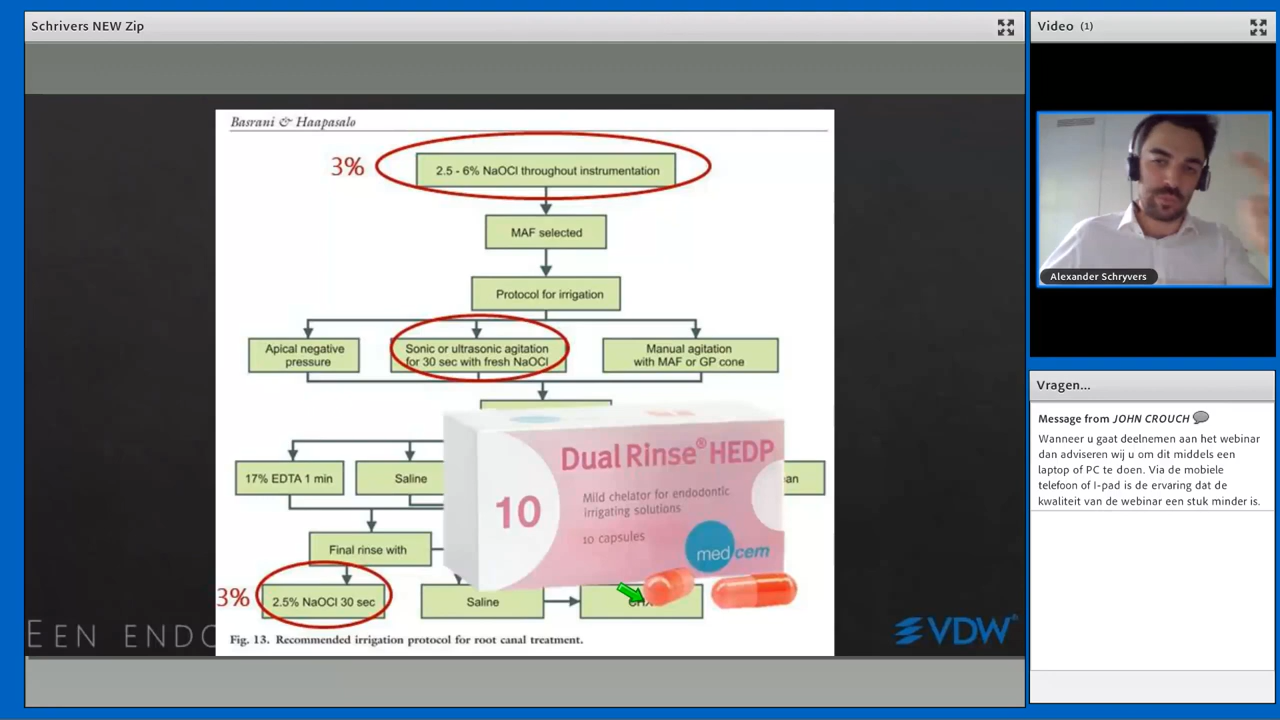 Schrivers NEW Zip
Video (1)
Basrani & Haapasalo
3%
2.5 - 6% NaOCl throughout instrumentation
MAF selected
Protocol for irrigation
Apical negative
pressure
Sonic or ultrasonic agitation
for 30 sec with fresh NaOCl
Manual agitation
with MAF or GP cone
17% EDTA 1 min
Saline
Dual Rinse® HEDP
10
Mild chelator for endodontic
irrigating solutions
10 capsules
medcem
Final rinse with
3%
2.5% NaOCl 30 sec
Saline
Fig. 13. Recommended irrigation protocol for root canal treatment.
EEN ENDO
VDW
Alexander Schryvers
Vragen...
Message from JOHN CROUCH
Wanneer u gaat deelnemen aan het webinar
dan adviseren wij u om dit middels een
laptop of PC te doen. Via de mobiele
telefoon of I-pad is de ervaring dat de
kwaliteit van de webinar een stuk minder is.